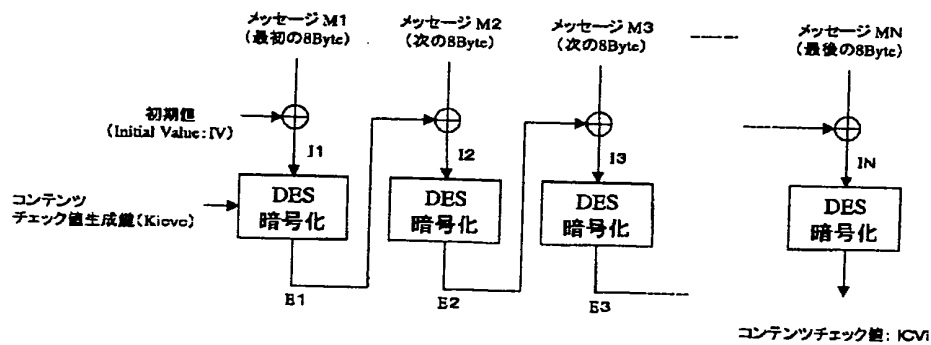 メッセージ M1
(最初の8Byte)
メッセージ M2
(次の8Byte)
メッセージ M3
(次の8Byte)
メッセージ MN
(最後の8Byte)
初期値
(Initial Value:IV)
I1
I2
I3
IN
コンテンツ
チェック値生成鍵(Kicvc)
DES
暗号化
DES
暗号化
DES
暗号化
DES
暗号化
E1
E2
E3
コンテンツチェック値: ICVi